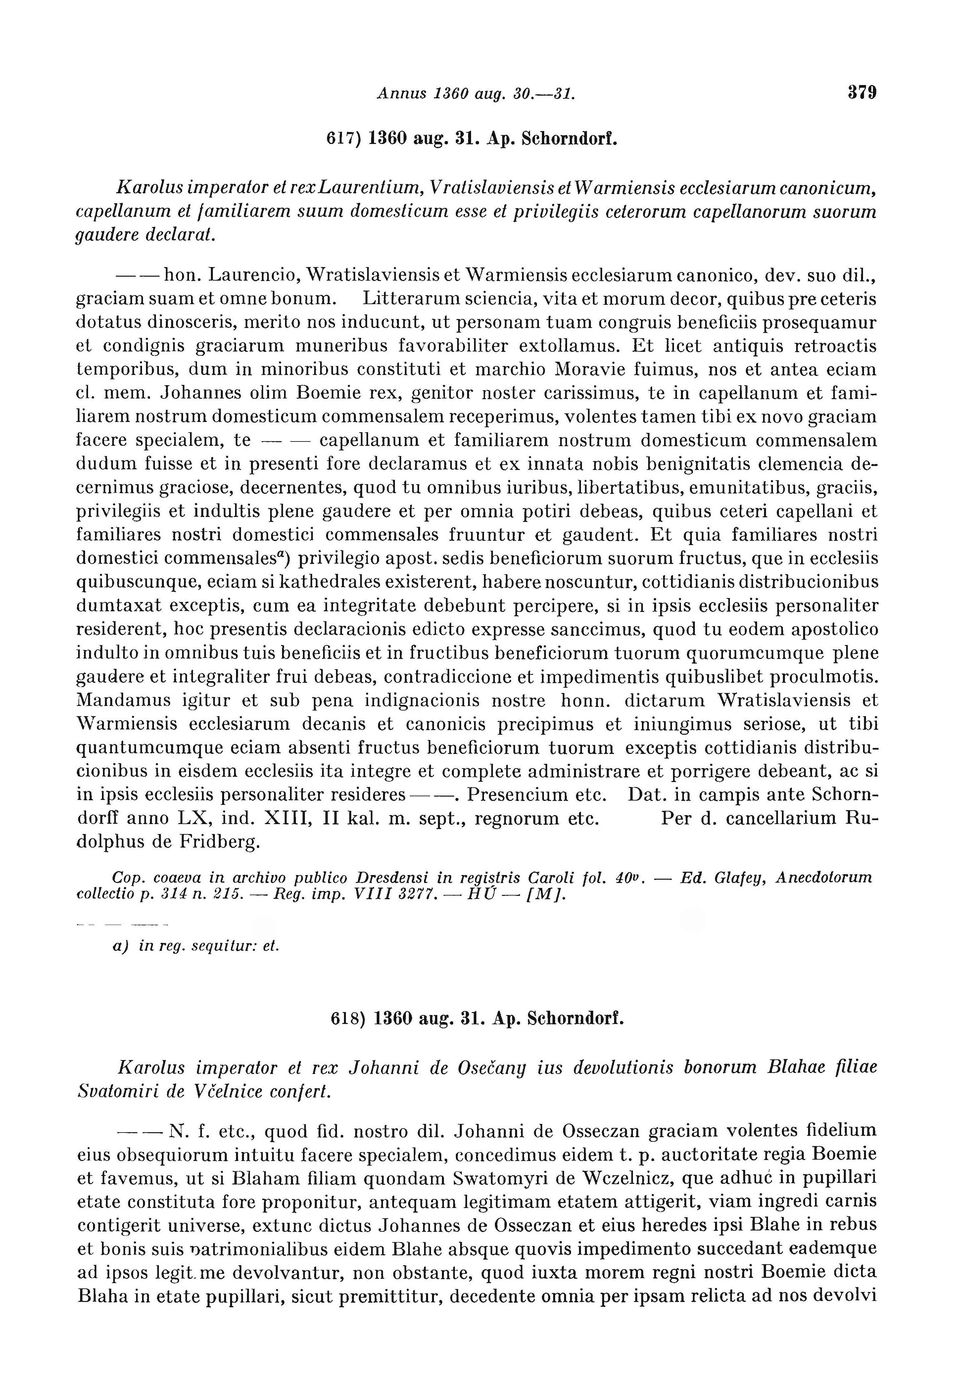 Annus 1360 aug. 30.—31. 379
617) 1360 aug. 31. Ap. Schorndorf.
Karolus imperator et rex Laurentium, Vratislaviensis et Warmiensis ecclesiarum canonicum,
capellanum et familiarem suum domesticum esse et privilegiis ceterorum capellanorum suorum
gaudere declarat.
— — hon. Laurencio, Wratislaviensis et Warmiensis ecclesiarum canonico, dev. suo dil.,
graciam suam et omne bonum. Litterarum sciencia, vita et morum decor, quibus pre ceteris
dotatus dinosceris, merito nos inducunt, ut personam tuam congruis beneficiis prosequamur
et condignis graciarum muneribus favorabiliter extollamus. Et licet antiquis retroactis
temporibus, dum in minoribus constituti et marchio Moravie fuimus, nos et antea eciam
cl. mem. Johannes olim Boemie rex, genitor noster carissimus, te in capellanum et fami-
liarem nostrum domesticum commensalem receperimus, volentes tamen tibi ex novo graciam
facere specialem, te — — capellanum et familiarem nostrum domesticum commensalem
dudum fuisse et in presenti fore declaramus et ex innata nobis benignitatis clemencia de-
cernimus graciose, decernentes, quod tu omnibus iuribus, libertatibus, emunitatibus, graciis,
privilegiis et indultis plene gaudere et per omnia potiri debeas, quibus ceteri capellani et
familiares nostri domestici commensales fruuntur et gaudent. Et quia familiares nostri
domestici commensalesa) privilegio apost. sedis beneficiorum suorum fructus, que in ecclesiis
quibuscunque, eciam si kathedrales existerent, habere noscuntur, cottidianis distribucionibus
dumtaxat exceptis, cum ea integritate debebunt percipere, si in ipsis ecclesiis personaliter
residerent, hoc presentis declaracionis edicto expresse sanccimus, quod tu eodem apostolico
indulto in omnibus tuis beneficiis et in fructibus beneficiorum tuorum quorumcumque plene
gaudere et integraliter frui debeas, contradiccione et impedimentis quibuslibet proculmotis.
Mandamus igitur et sub pena indignacionis nostre honn. dictarum Wratislaviensis et
Warmiensis ecclesiarum decanis et canonicis precipimus et iniungimus seriose, ut tibi
quantumcumque eciam absenti fructus beneficiorum tuorum exceptis cottidianis distribu-
cionibus in eisdem ecclesiis ita integre et complete administrare et porrigere debeant, ac si
in ipsis ecclesiis personaliter resideres — —. Presencium etc. Dat. in campis ante Schorn-
dorff anno LX, ind. XIII, II kal. m. sept., regnorum etc. Per d. cancellarium Ru-
dolphus de Fridberg.
Cop. coaeva in archivo publico Dresdensi in registris Caroli fol. 40v. — Ed. Glafey, Anecdotorum
collectio p. 314 n. 215. — Reg. imp. VIII 3277. — HÚ — [M].
a) in reg. sequitur: et.
618) 1360 aug. 31. Ap. Schorndorf.
Karolus imperator et rex Johanni de Osečany ius devolutionis bonorum Blahae filiae
Svatomiri de Včelnice confert.
— — N. f. etc., quod fid. nostro dil. Johanni de Osseczan graciam volentes fidelium
eius obsequiorum intuitu facere specialem, concedimus eidem t. p. auctoritate regia Boemie
et favemus, ut si Blaham filiam quondam Swatomyri de Wczelnicz, que adhuc in pupillari
etate constituta fore proponitur, antequam legitimam etatem attigerit, viam ingredi carnis
contigerit universe, extunc dictus Johannes de Osseczan et eius heredes ipsi Blahe in rebus
et bonis suis patrimonialibus eidem Blahe absque quovis impedimento succedant eademque
ad ipsos legit.me devolvantur, non obstante, quod iuxta morem regni nostri Boemie dicta
Blaha in etate pupillari, sicut premittitur, decedente omnia per ipsam relicta ad nos devolvi